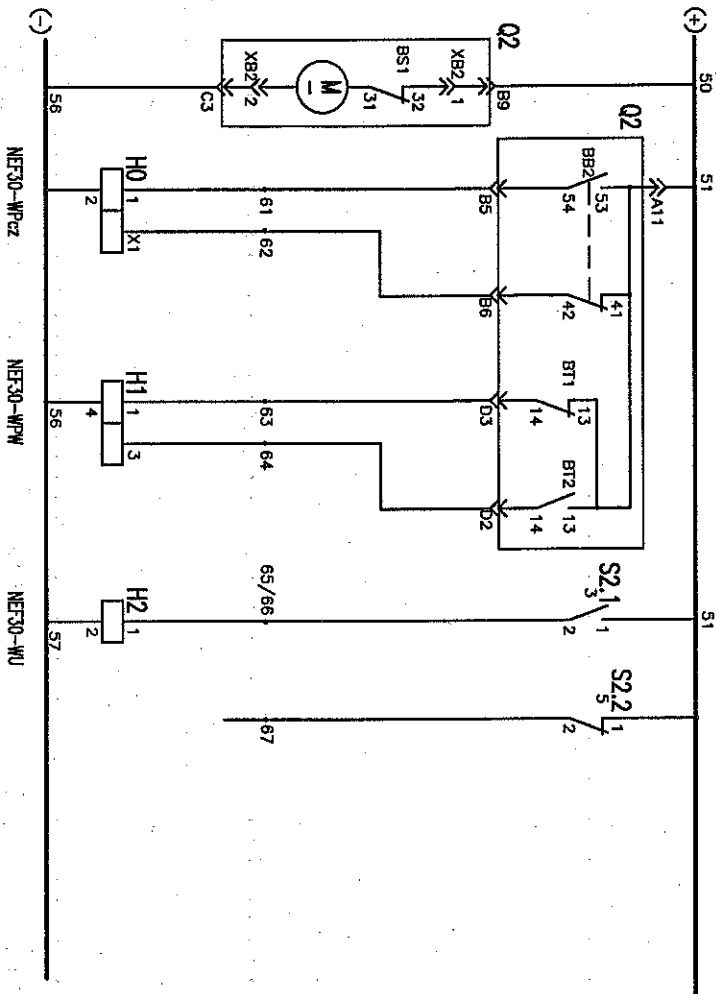 (-)
(+)
Q2
50
B9
XB2
1
BS1
32
31
M
XB2
2
C3
56
Q2
51
A11
BB2
53
54
41
42
B5
B6
61
62
H0
1
X1
2
NEF30-WPcz
BT1
13
14
BT2
13
14
D3
D2
63
64
H1
1
3
4
56
NEF30-WPW
51
S2.1
3
1
2
65/66
H2
1
2
57
NEF30-WU
S2.2
5
1
2
67